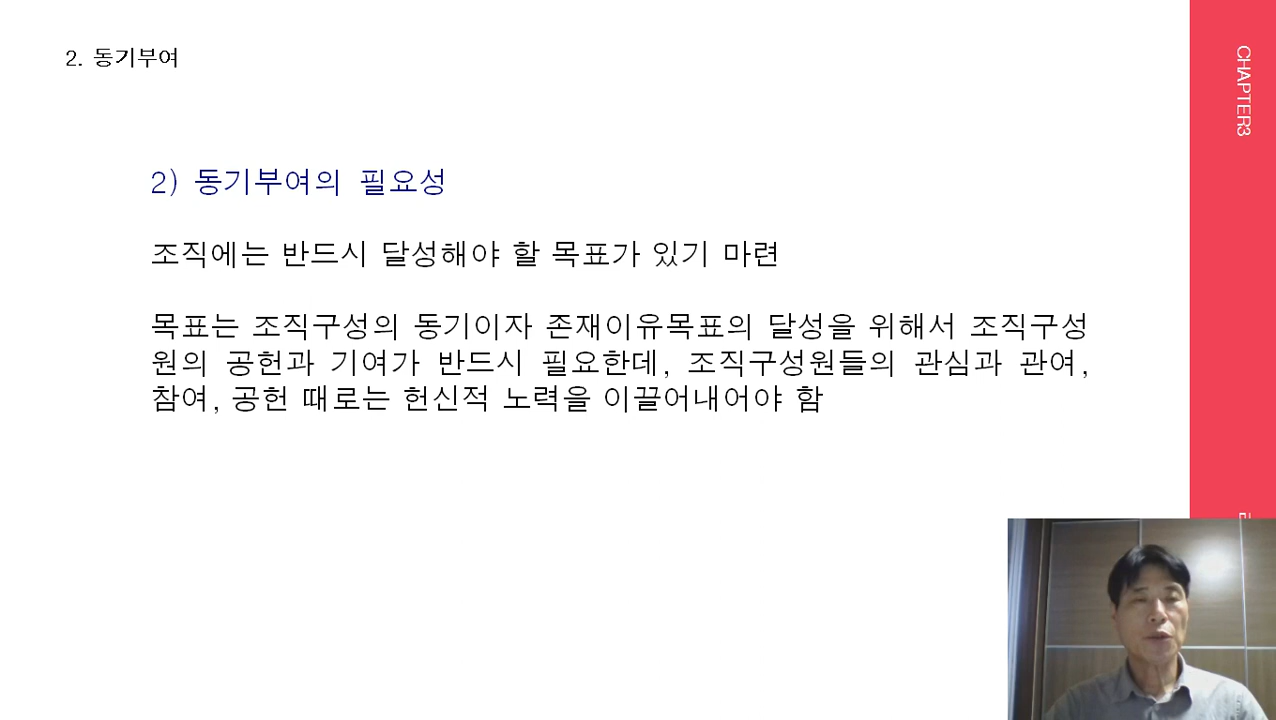 2. 동기부여
CHAPTER3
2) 동기부여의 필요성
조직에는 반드시 달성해야 할 목표가 있기 마련
목표는 조직구성의 동기이자 존재이유목표의 달성을 위해서 조직구성
원의 공헌과 기여가 반드시 필요한데, 조직구성원들의 관심과 관여,
참여, 공헌 때로는 헌신적 노력을 이끌어내어야 함